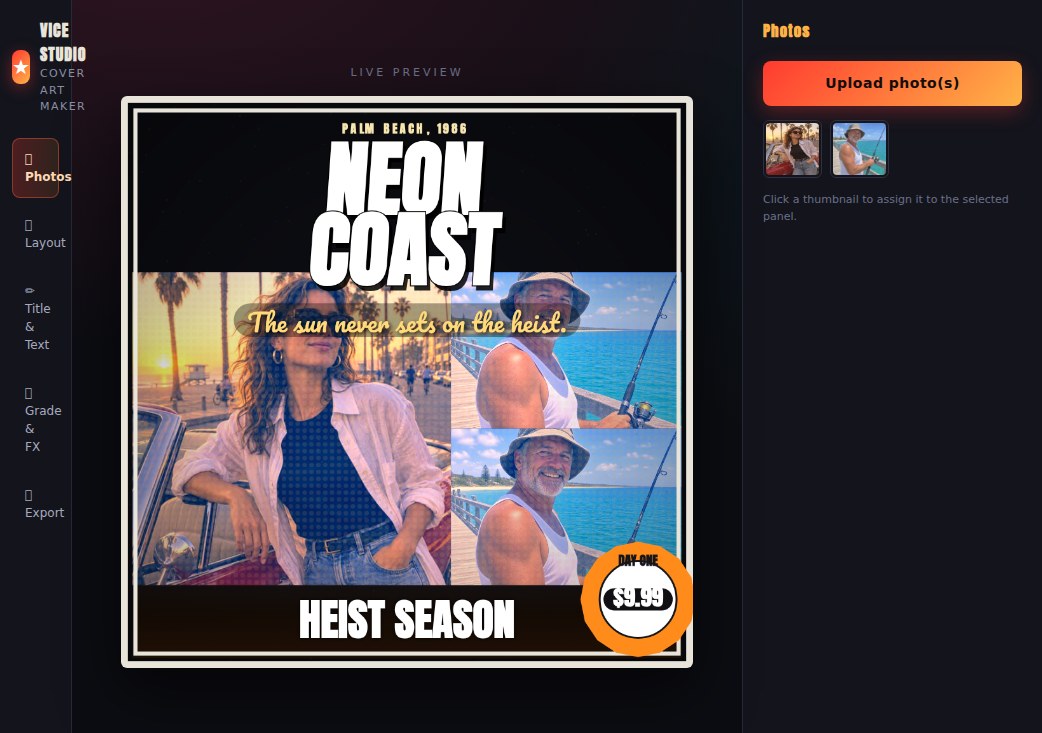 VICE
STUDIO
COVER
ART
MAKER
Photos
Layout
Title
&
Text
Grade
&
FX
Export
LIVE PREVIEW
PALM BEACH, 1986
NEON
COAST
The sun never sets on the heist.
HEIST SEASON
DAY ONE
$9.99
Photos
Upload photo(s)
Click a thumbnail to assign it to the selected
panel.